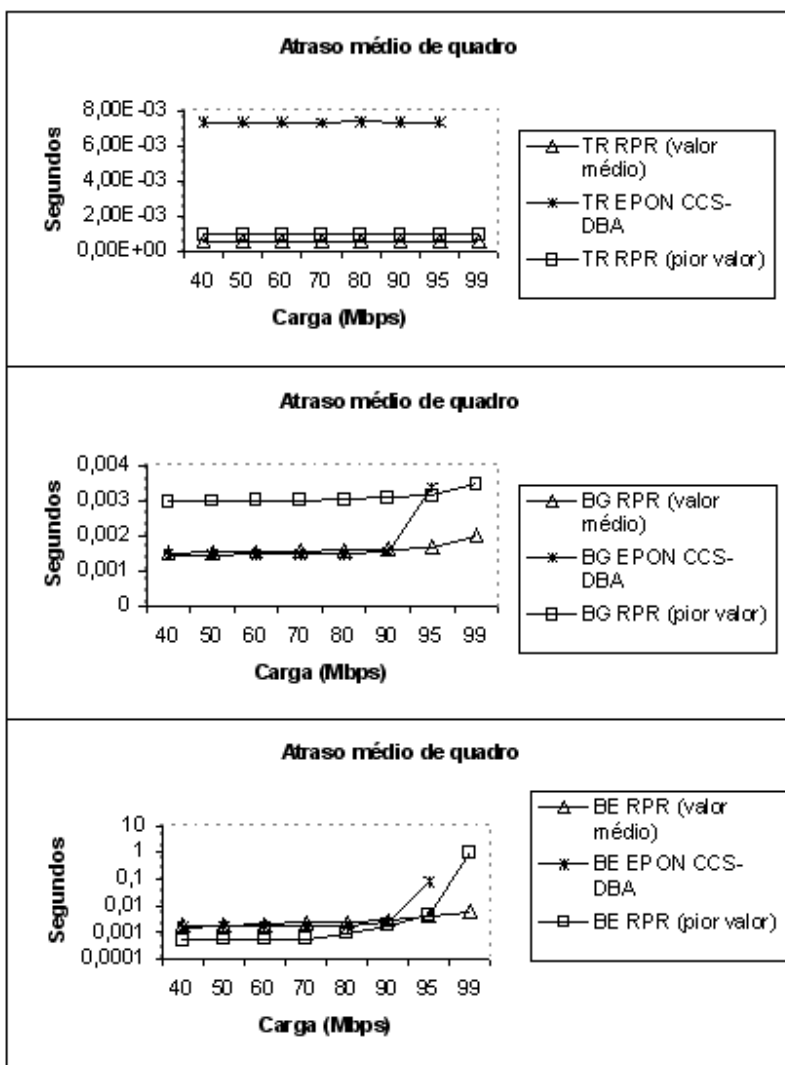 Atraso médio de quadro
8,00E-03
6,00E-03
4,00E-03
2,00E-03
0,00E+00
Segundos
40 50 60 70 80 90 95 99
Carga (Mbps)
TR RPR (valor
médio)
TR EPON CCS-
DBA
TR RPR (pior valor)
Atraso médio de quadro
0,004
0,003
0,002
0,001
0
Segundos
40 50 60 70 80 90 95 99
Carga (Mbps)
BG RPR (valor
médio)
BG EPON CCS-
DBA
BG RPR (pior valor)
Atraso médio de quadro
10
1
0,1
0,01
0,001
0,0001
Segundos
40 50 60 70 80 90 95 99
Carga (Mbps)
BE RPR (valor
médio)
BE EPON CCS-
DBA
BE RPR (pior valor)